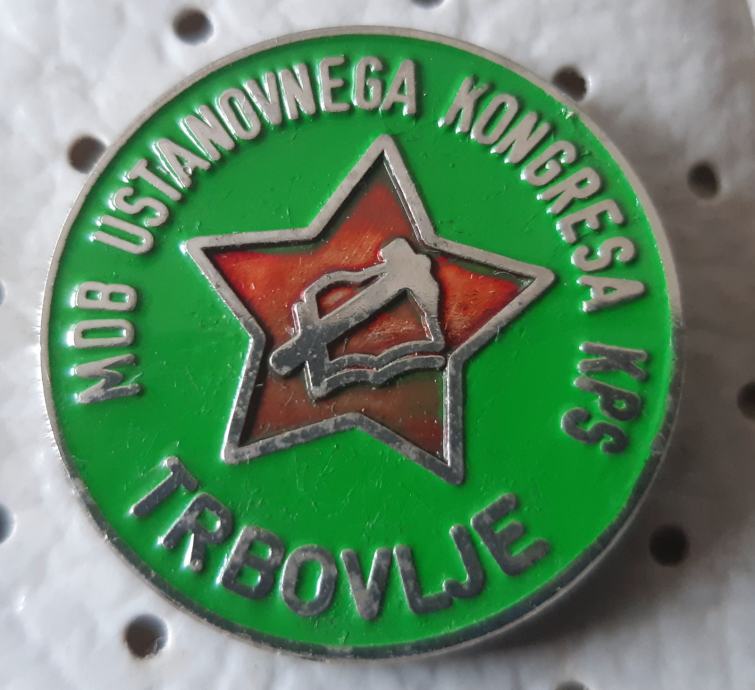 MDB USTANOVNEGA KONGRESA KPS
TRBOVLJE